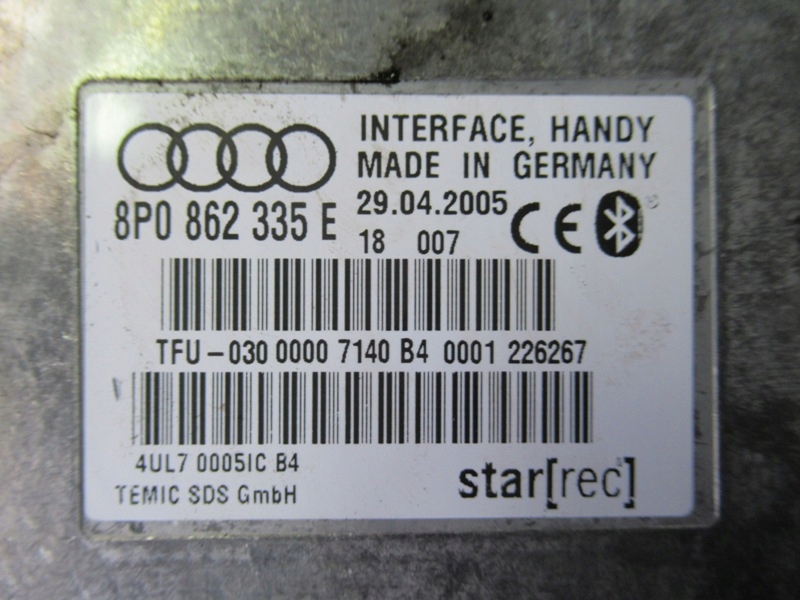 INTERFACE, HANDY
MADE IN GERMANY
8P0 862 335 E
29.04.2005
18 007
CE
TFU-030 0000 7140 B4 0001 226267
4UL7 0005IC B4
TEMIC SDS GmbH
star[rec]